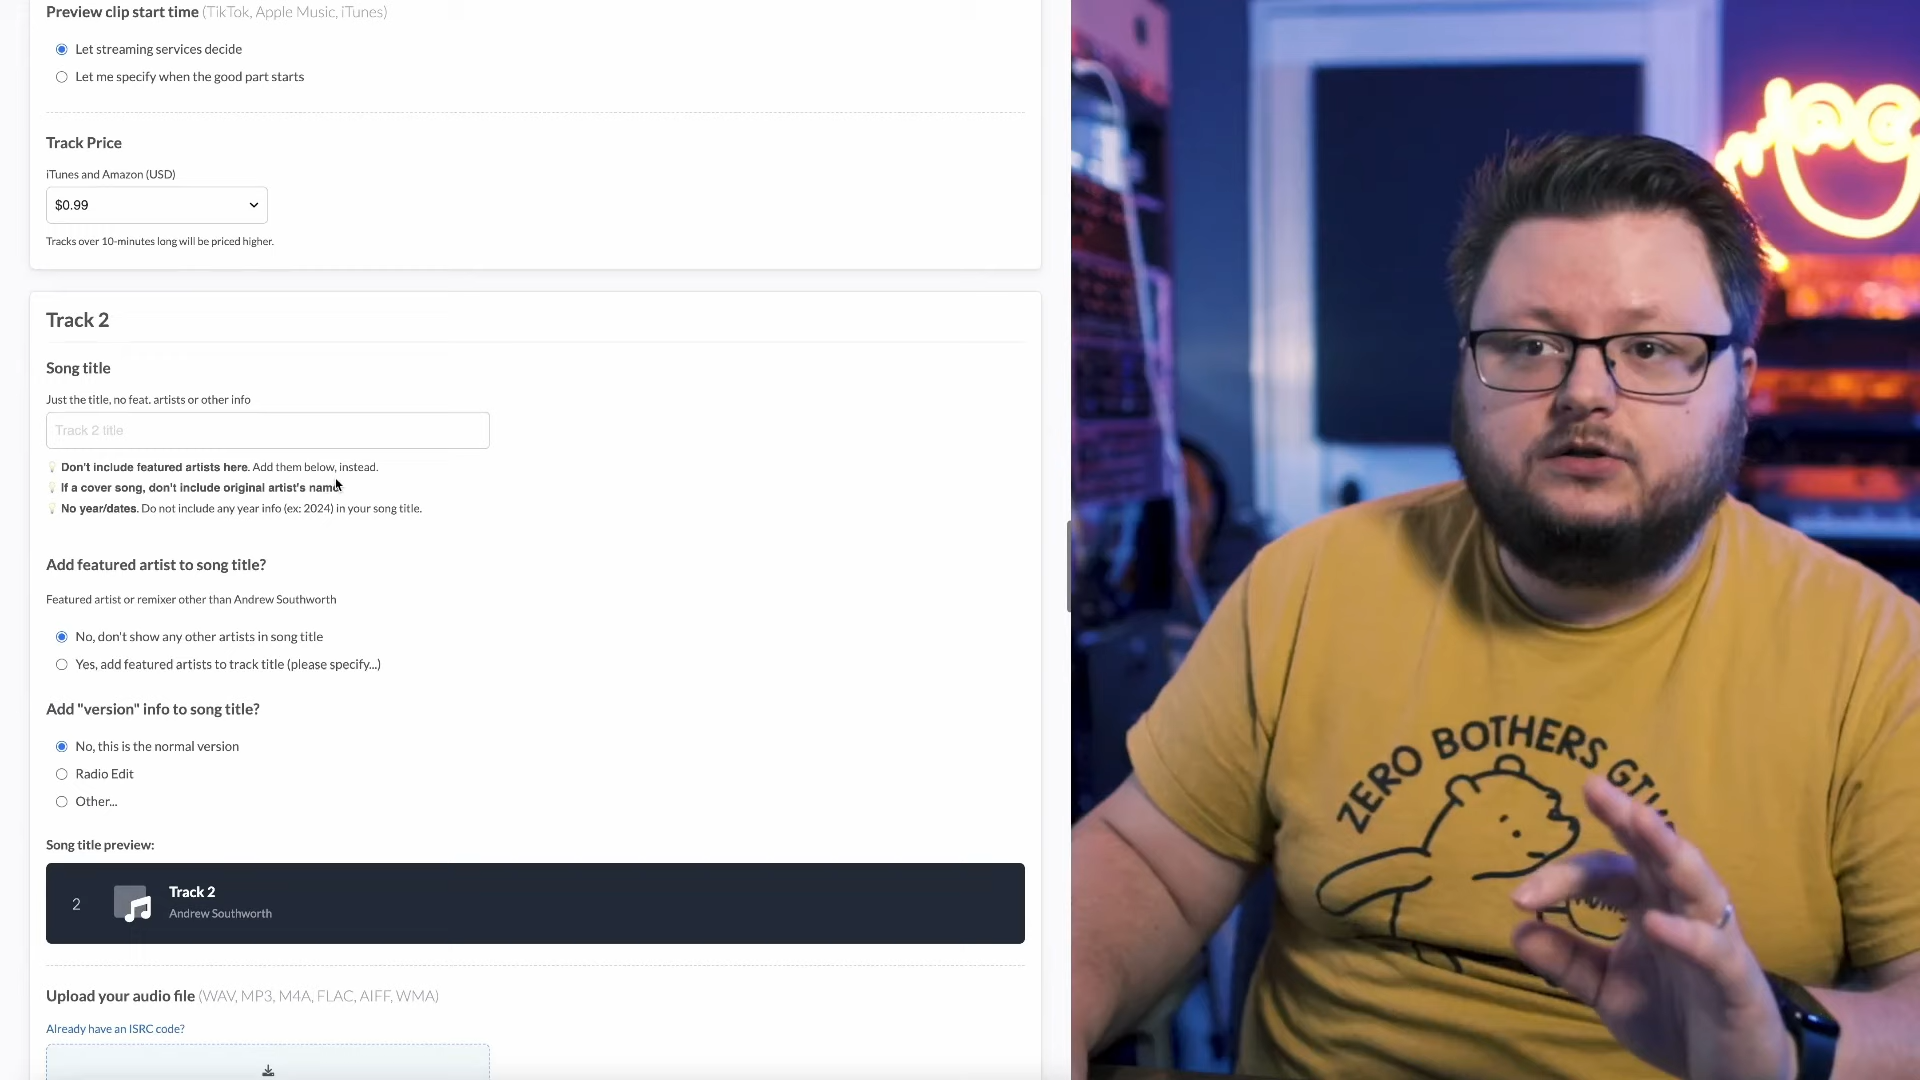 Preview clip start time (TikTok, Apple Music, iTunes)
Let streaming services decide
Let me specify when the good part starts
Track Price
iTunes and Amazon (USD)
$0.99
Tracks over 10-minutes long will be priced higher.
Track 2
Song title
Just the title, no feat. artists or other info
Track 2 title
Don't include featured artists here. Add them below, instead.
If a cover song, don't include original artist's name
No year/dates. Do not include any year info (ex: 2024) in your song title.
Add featured artist to song title?
Featured artist or remixer other than Andrew Southworth
No, don't show any other artists in song title
Yes, add featured artists to track title (please specify...)
Add "version" info to song title?
No, this is the normal version
Radio Edit
Other...
Song title preview:
2
Track 2
Andrew Southworth
Upload your audio file (WAV, MP3, M4A, FLAC, AIFF, WMA)
Already have an ISRC code?
ZERO BOTHERS